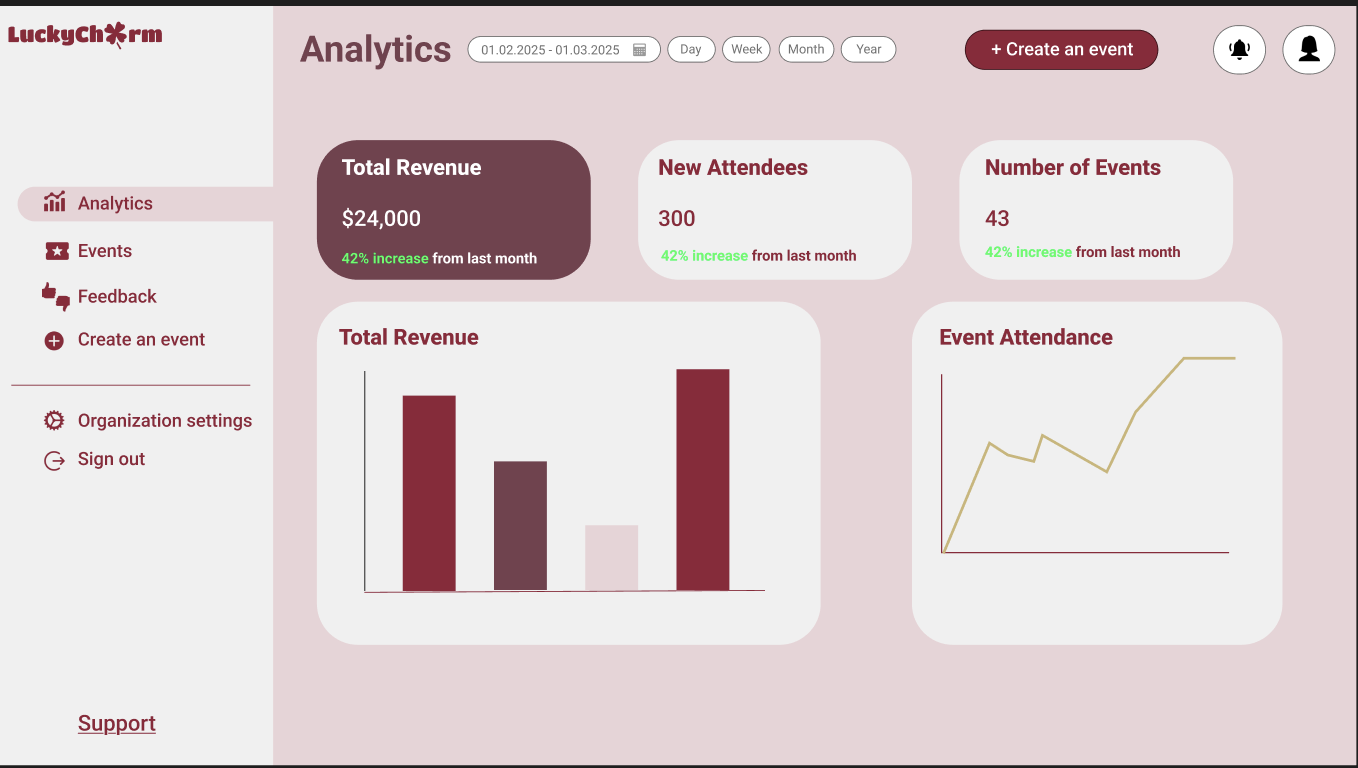 LuckyCharm
Analytics
01.02.2025 - 01.03.2025
Day
Week
Month
Year
+ Create an event
Analytics
Events
Feedback
Create an event
Organization settings
Sign out
Support
Total Revenue
$24,000
42% increase from last month
New Attendees
300
42% increase from last month
Number of Events
43
42% increase from last month
Total Revenue
Event Attendance